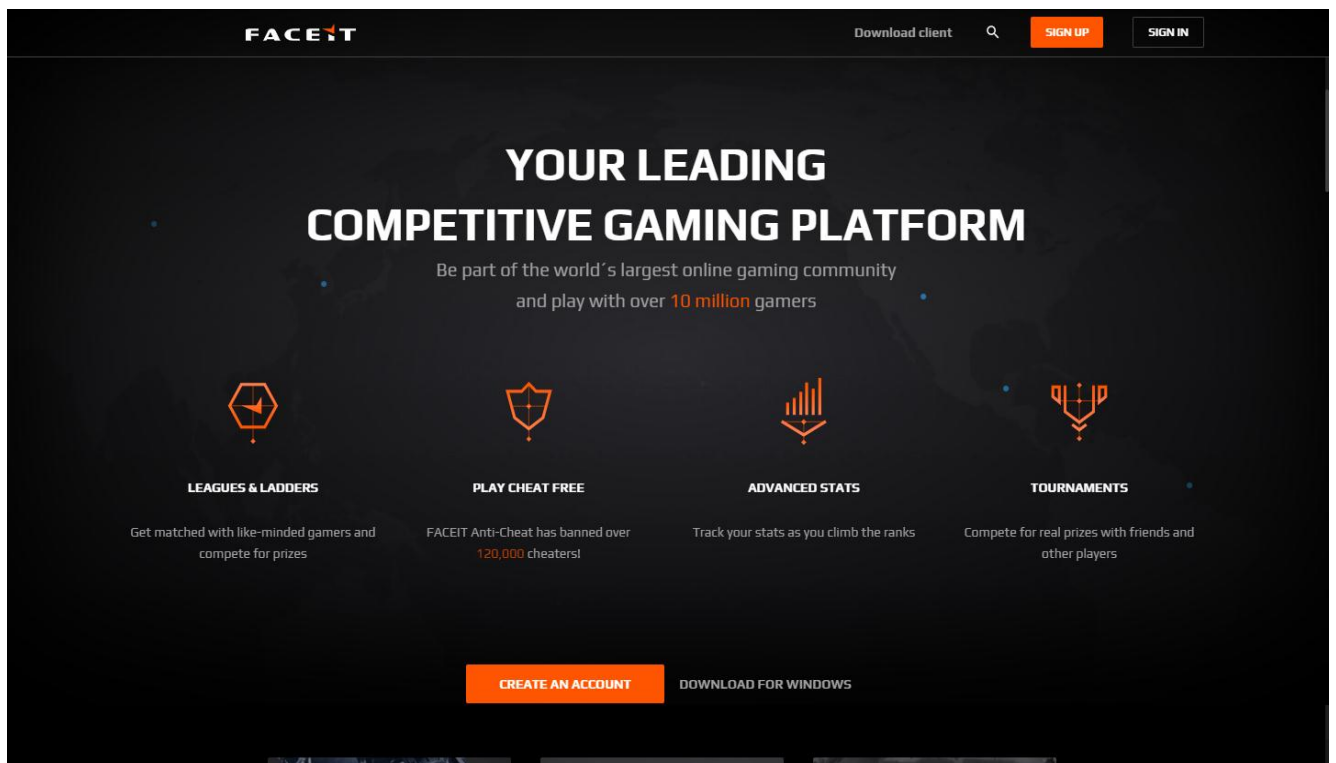 FACEIT
Download client
SIGN UP
SIGN IN
YOUR LEADING
COMPETITIVE GAMING PLATFORM
Be part of the world´s largest online gaming community
and play with over 10 million gamers
LEAGUES & LADDERS
Get matched with like-minded gamers and
compete for prizes
PLAY CHEAT FREE
FACEIT Anti-Cheat has banned over
120,000 cheaters!
ADVANCED STATS
Track your stats as you climb the ranks
TOURNAMENTS
Compete for real prizes with friends and
other players
CREATE AN ACCOUNT
DOWNLOAD FOR WINDOWS